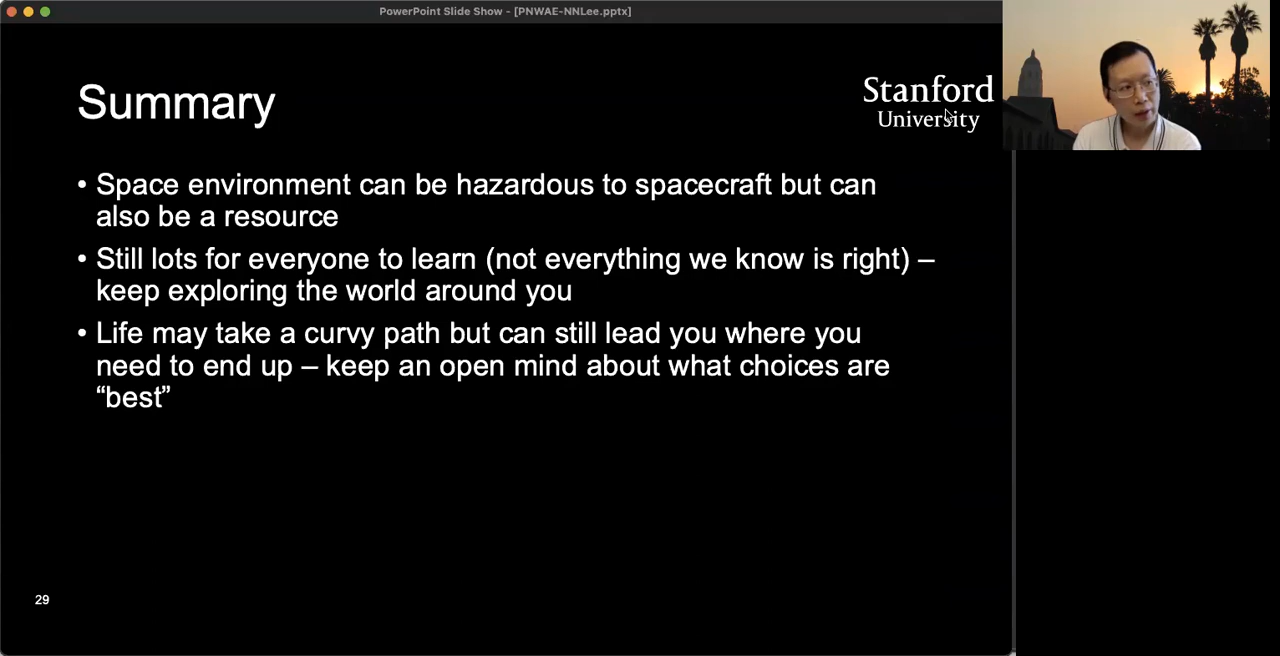 PowerPoint Slide Show - [PNWAE-NNLee.pptx]
Summary
Stanford
University
• Space environment can be hazardous to spacecraft but can
also be a resource
• Still lots for everyone to learn (not everything we know is right) –
keep exploring the world around you
• Life may take a curvy path but can still lead you where you
need to end up – keep an open mind about what choices are
“best”
29